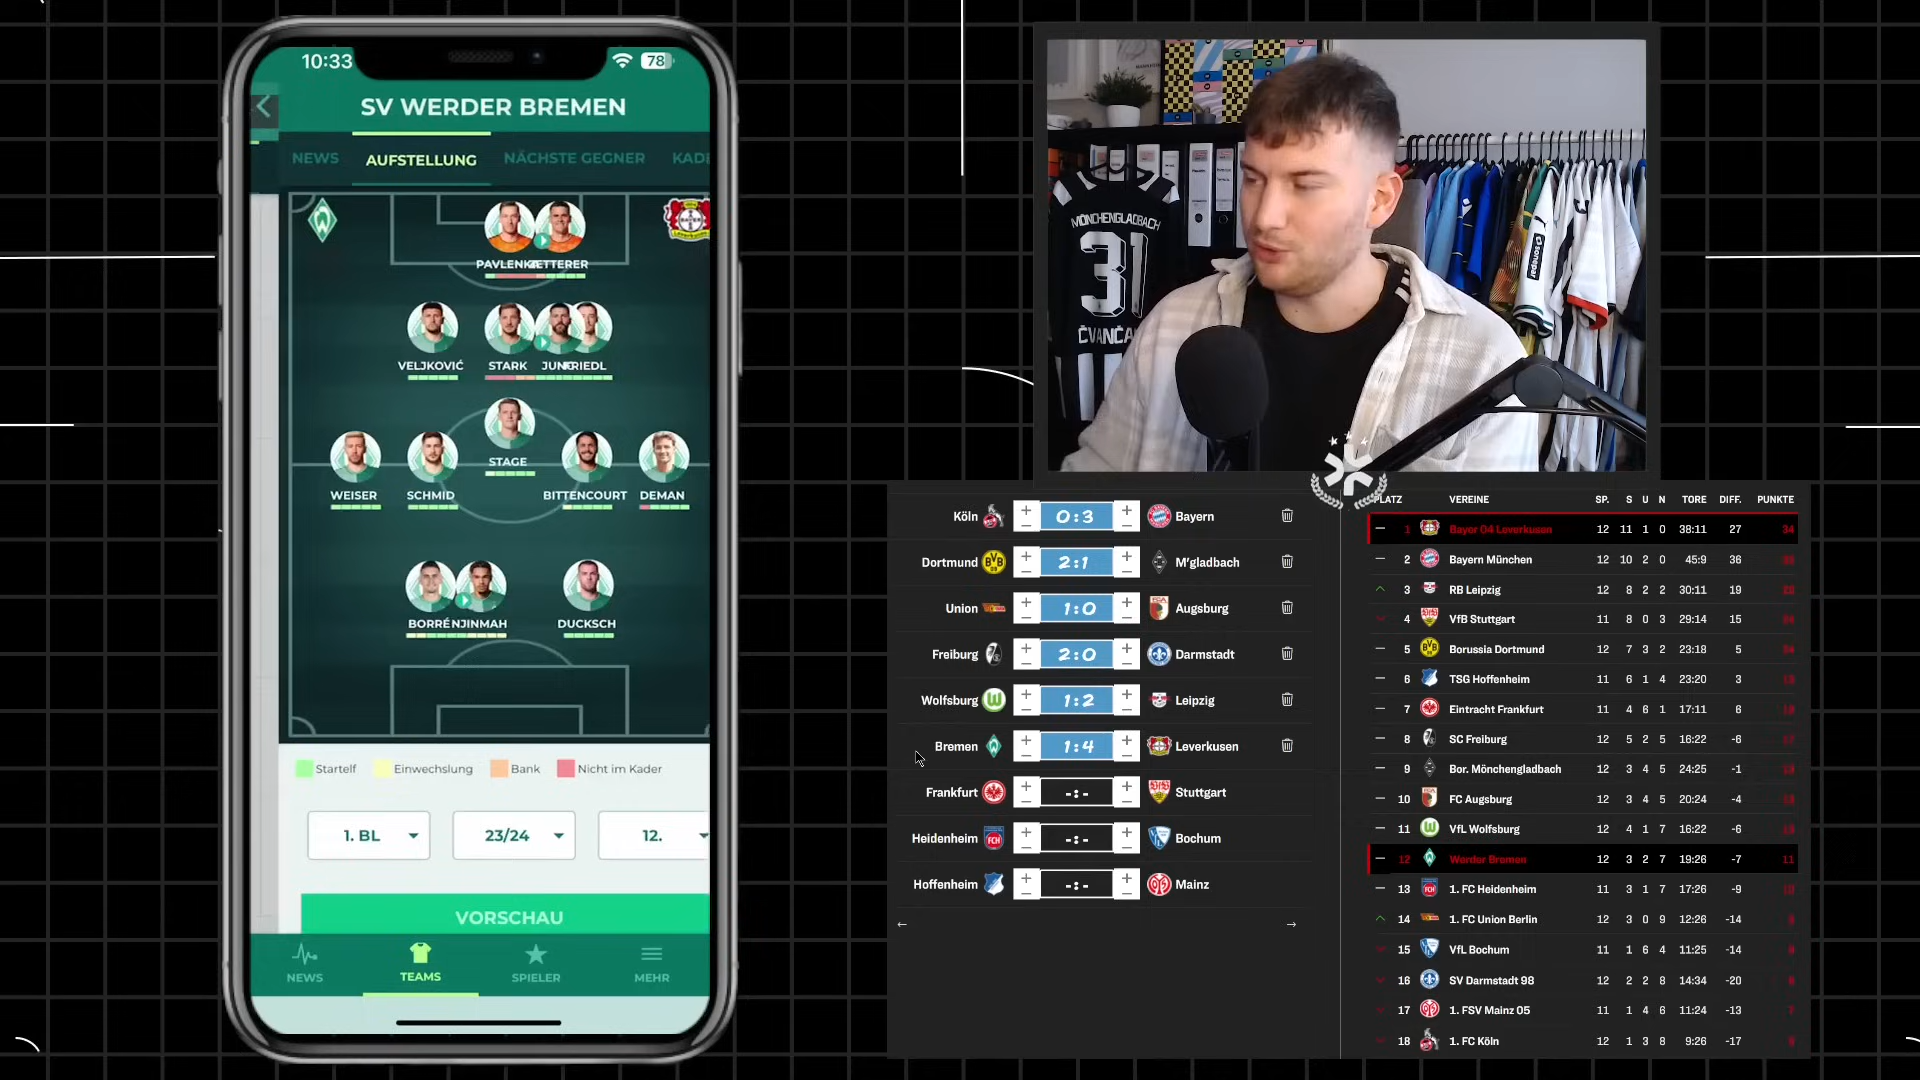 10:33
78
SV WERDER BREMEN
NEWS AUFSTELLUNG NÄCHSTE GEGNER KADE
PAVLENKA ZETTERER
VELJKOVIĆ STARK JUNG FRIEDL
STAGE
WEISER SCHMID BITTENCOURT DEMAN
BORRÉ NJINMAH DUCKSCH
Startelf Einwechslung Bank Nicht im Kader
1. BL 23/24 12.
VORSCHAU
NEWS TEAMS SPIELER MEHR
MÖNCHENGLADBACH
31
ČVANČA
sonepar
Köln + − 0:3 + − Bayern
Dortmund + − 2:1 + − M'gladbach
Union + − 1:0 + − Augsburg
Freiburg + − 2:0 + − Darmstadt
Wolfsburg + − 1:2 + − Leipzig
Bremen + − 1:4 + − Leverkusen
Frankfurt + − -:- + − Stuttgart
Heidenheim + − -:- + − Bochum
Hoffenheim + − -:- + − Mainz
← →
PLATZ VEREINE SP. S U N TORE DIFF. PUNKTE
1 Bayer 04 Leverkusen 12 11 1 0 38:11 27 34
2 Bayern München 12 10 2 0 45:9 36
3 RB Leipzig 12 8 2 2 30:11 19
4 VfB Stuttgart 11 8 0 3 29:14 15
5 Borussia Dortmund 12 7 3 2 23:18 5
6 TSG Hoffenheim 11 6 1 4 23:20 3
7 Eintracht Frankfurt 11 4 6 1 17:11 6
8 SC Freiburg 12 5 2 5 16:22 -6
9 Bor. Mönchengladbach 12 3 4 5 24:25 -1
10 FC Augsburg 12 3 4 5 20:24 -4
11 VfL Wolfsburg 12 4 1 7 16:22 -6
12 Werder Bremen 12 3 2 7 19:26 -7 11
13 1. FC Heidenheim 11 3 1 7 17:26 -9
14 1. FC Union Berlin 12 3 0 9 12:26 -14
15 VfL Bochum 11 1 6 4 11:25 -14
16 SV Darmstadt 98 12 2 2 8 14:34 -20
17 1. FSV Mainz 05 11 1 4 6 11:24 -13
18 1. FC Köln 12 1 3 8 9:26 -17